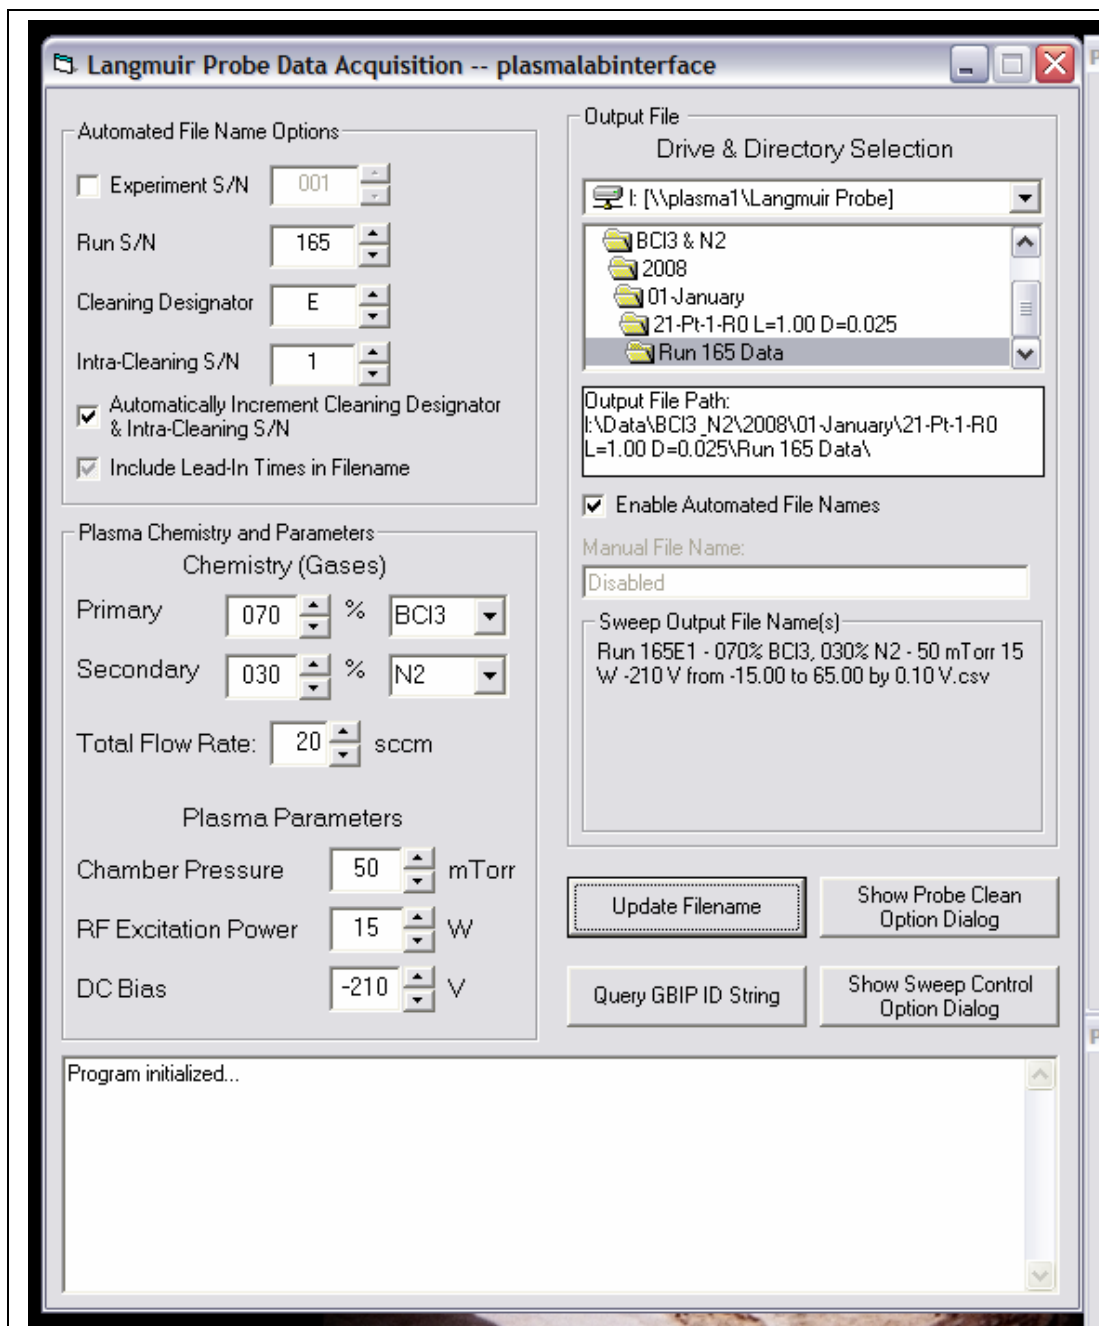 Langmuir Probe Data Acquisition -- plasmalabinterface
Automated File Name Options
Experiment S/N 001
Run S/N 165
Cleaning Designator E
Intra-Cleaning S/N 1
Automatically Increment Cleaning Designator
& Intra-Cleaning S/N
Include Lead-In Times in Filename
Plasma Chemistry and Parameters
Chemistry (Gases)
Primary 070 % BCl3
Secondary 030 % N2
Total Flow Rate: 20 sccm
Plasma Parameters
Chamber Pressure 50 mTorr
RF Excitation Power 15 W
DC Bias -210 V
Output File
Drive & Directory Selection
I: [\\plasma1\Langmuir Probe]
BCl3 & N2
2008
01-January
21-Pt-1-R0 L=1.00 D=0.025
Run 165 Data
Output File Path:
I:\Data\BCl3_N2\2008\01-January\21-Pt-1-R0
L=1.00 D=0.025\Run 165 Data\
Enable Automated File Names
Manual File Name:
Disabled
Sweep Output File Name(s)
Run 165E1 - 070% BCl3, 030% N2 - 50 mTorr 15
W -210 V from -15.00 to 65.00 by 0.10 V.csv
Update Filename
Show Probe Clean
Option Dialog
Query GBIP ID String
Show Sweep Control
Option Dialog
Program initialized...